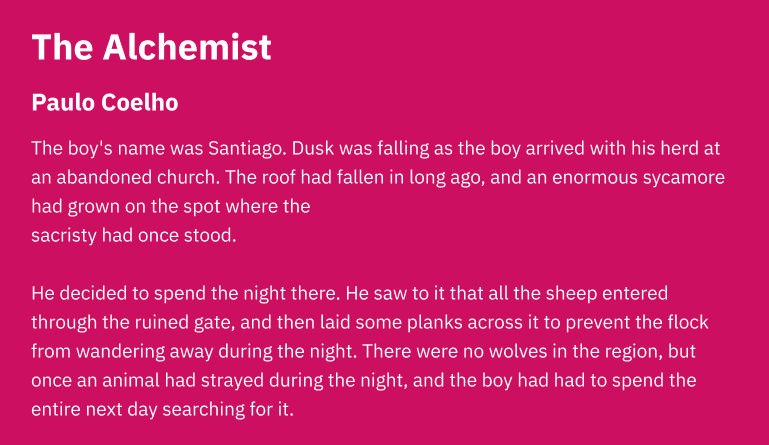 The Alchemist
Paulo Coelho
The boy's name was Santiago. Dusk was falling as the boy arrived with his herd at
an abandoned church. The roof had fallen in long ago, and an enormous sycamore
had grown on the spot where the
sacristy had once stood.
He decided to spend the night there. He saw to it that all the sheep entered
through the ruined gate, and then laid some planks across it to prevent the flock
from wandering away during the night. There were no wolves in the region, but
once an animal had strayed during the night, and the boy had had to spend the
entire next day searching for it.